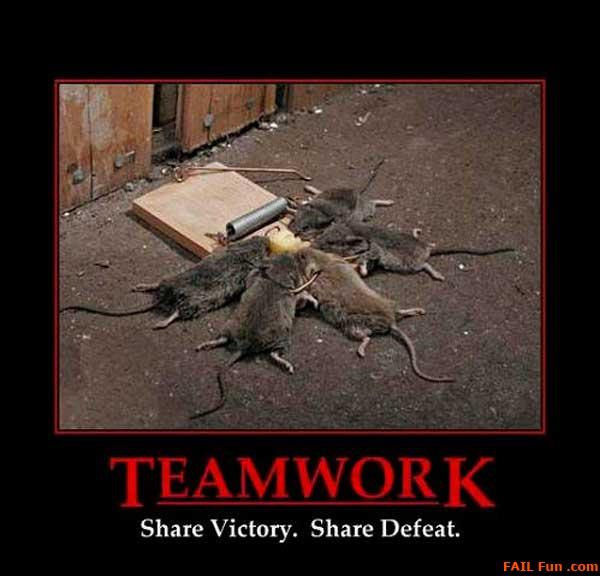 TEAMWORK
Share Victory. Share Defeat.
FAIL Fun .com